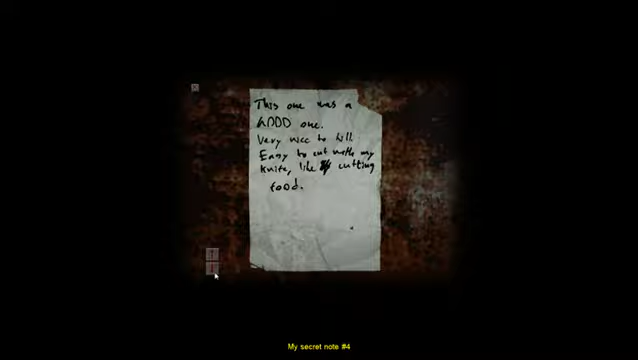 This one was a
GOOD one.
Very nice to kill
Easy to cut with my
knife, like cutting
food.
My secret note #4